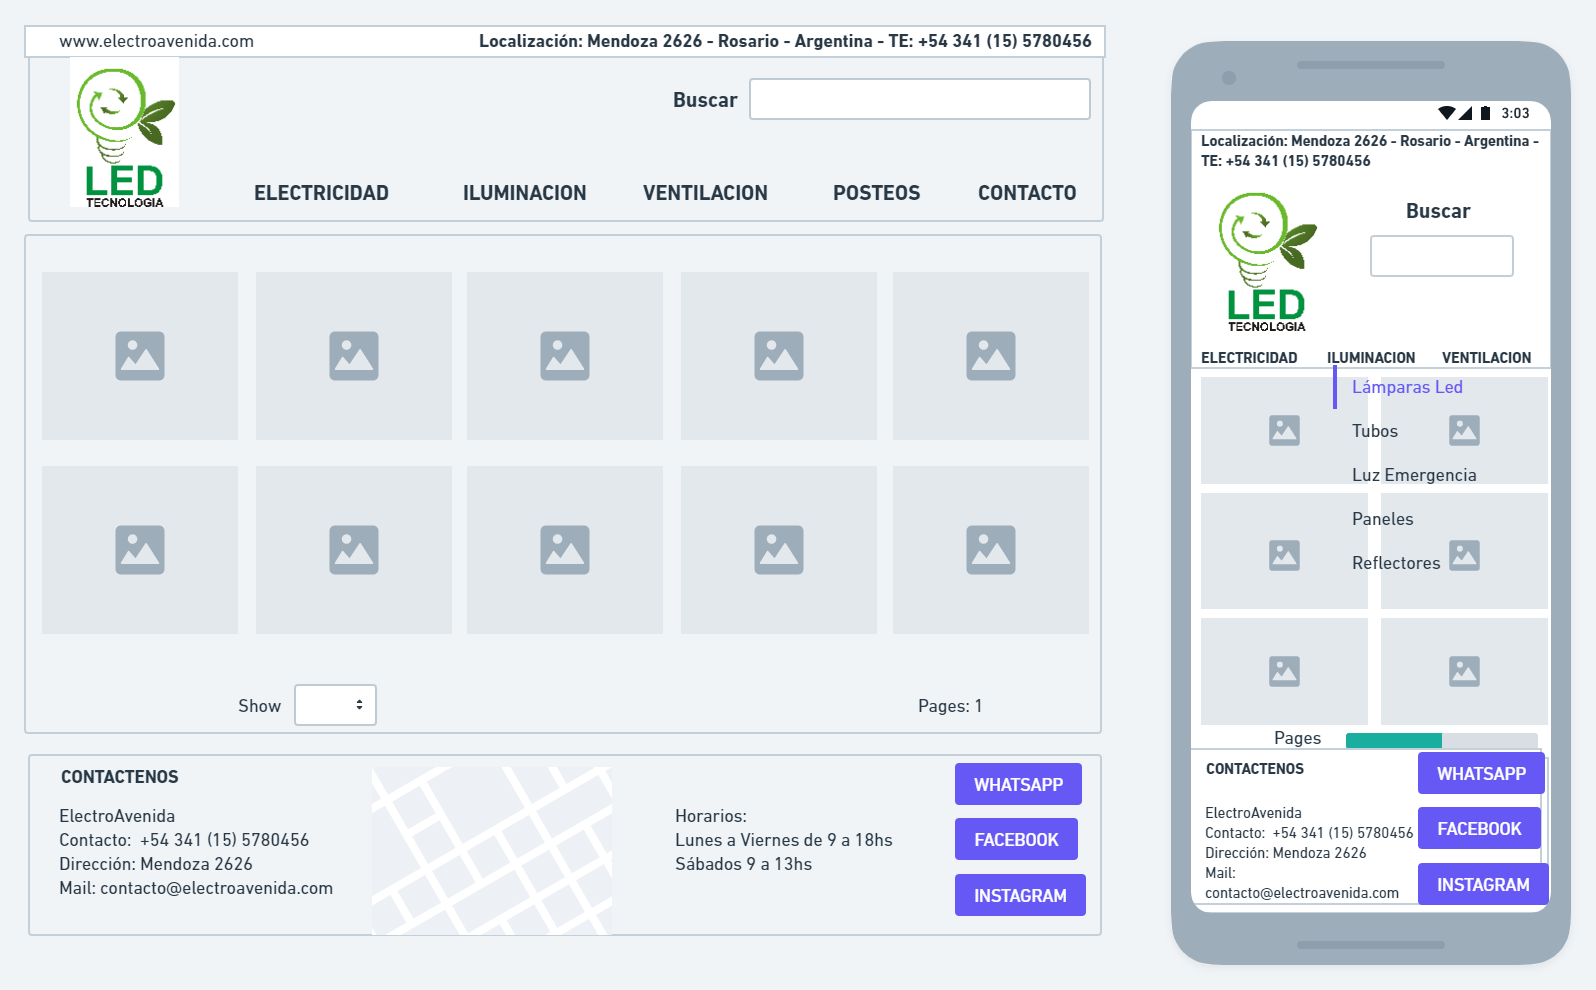 www.electroavenida.com
Localización: Mendoza 2626 - Rosario - Argentina - TE: +54 341 (15) 5780456
LED
TECNOLOGIA
Buscar
ELECTRICIDAD ILUMINACION VENTILACION POSTEOS CONTACTO
Show
Pages: 1
CONTACTENOS
ElectroAvenida
Contacto: +54 341 (15) 5780456
Dirección: Mendoza 2626
Mail: contacto@electroavenida.com
Horarios:
Lunes a Viernes de 9 a 18hs
Sábados 9 a 13hs
WHATSAPP
FACEBOOK
INSTAGRAM
3:03
Localización: Mendoza 2626 - Rosario - Argentina -
TE: +54 341 (15) 5780456
LED
TECNOLOGIA
Buscar
ELECTRICIDAD ILUMINACION VENTILACION
Lámparas Led
Tubos
Luz Emergencia
Paneles
Reflectores
Pages
CONTACTENOS
ElectroAvenida
Contacto: +54 341 (15) 5780456
Dirección: Mendoza 2626
Mail:
contacto@electroavenida.com
WHATSAPP
FACEBOOK
INSTAGRAM